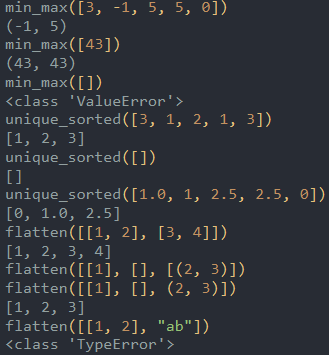 min_max([3, -1, 5, 5, 0])
(-1, 5)
min_max([43])
(43, 43)
min_max([])
<class 'ValueError'>
unique_sorted([3, 1, 2, 1, 3])
[1, 2, 3]
unique_sorted([])
[]
unique_sorted([1.0, 1, 2.5, 2.5, 0])
[0, 1.0, 2.5]
flatten([[1, 2], [3, 4]])
[1, 2, 3, 4]
flatten([[1], [], [(2, 3)])
flatten([[1], [], (2, 3)])
[1, 2, 3]
flatten([[1, 2], "ab"])
<class 'TypeError'>